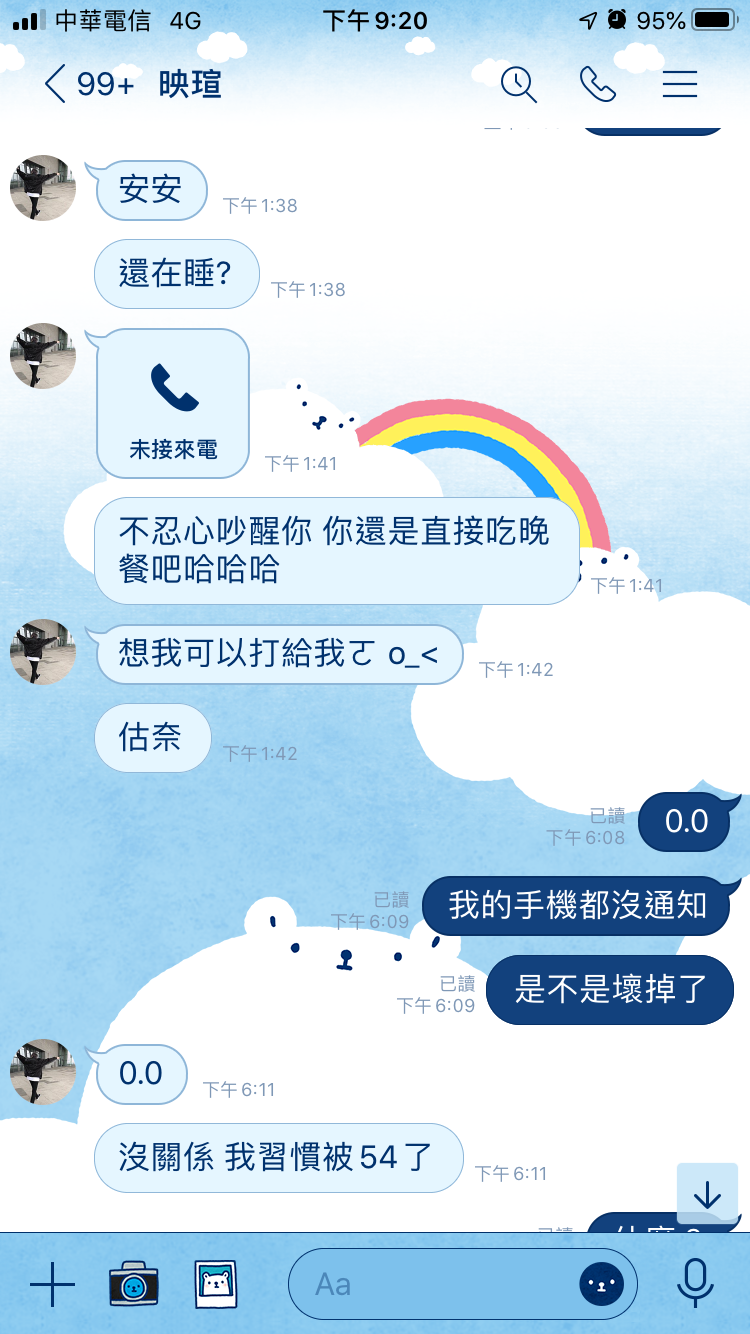 中華電信 4G 下午9:20 95%
99+ 映瑄
安安
下午1:38
還在睡?
下午1:38
未接來電
下午1:41
不忍心吵醒你 你還是直接吃晚
餐吧哈哈哈
下午1:41
想我可以打給我ㄛ o_<
下午1:42
估奈
下午1:42
已讀
下午6:08
0.0
已讀
下午6:09
我的手機都沒通知
已讀
下午6:09
是不是壞掉了
0.0
下午6:11
沒關係 我習慣被54了
下午6:11
已讀
Aa